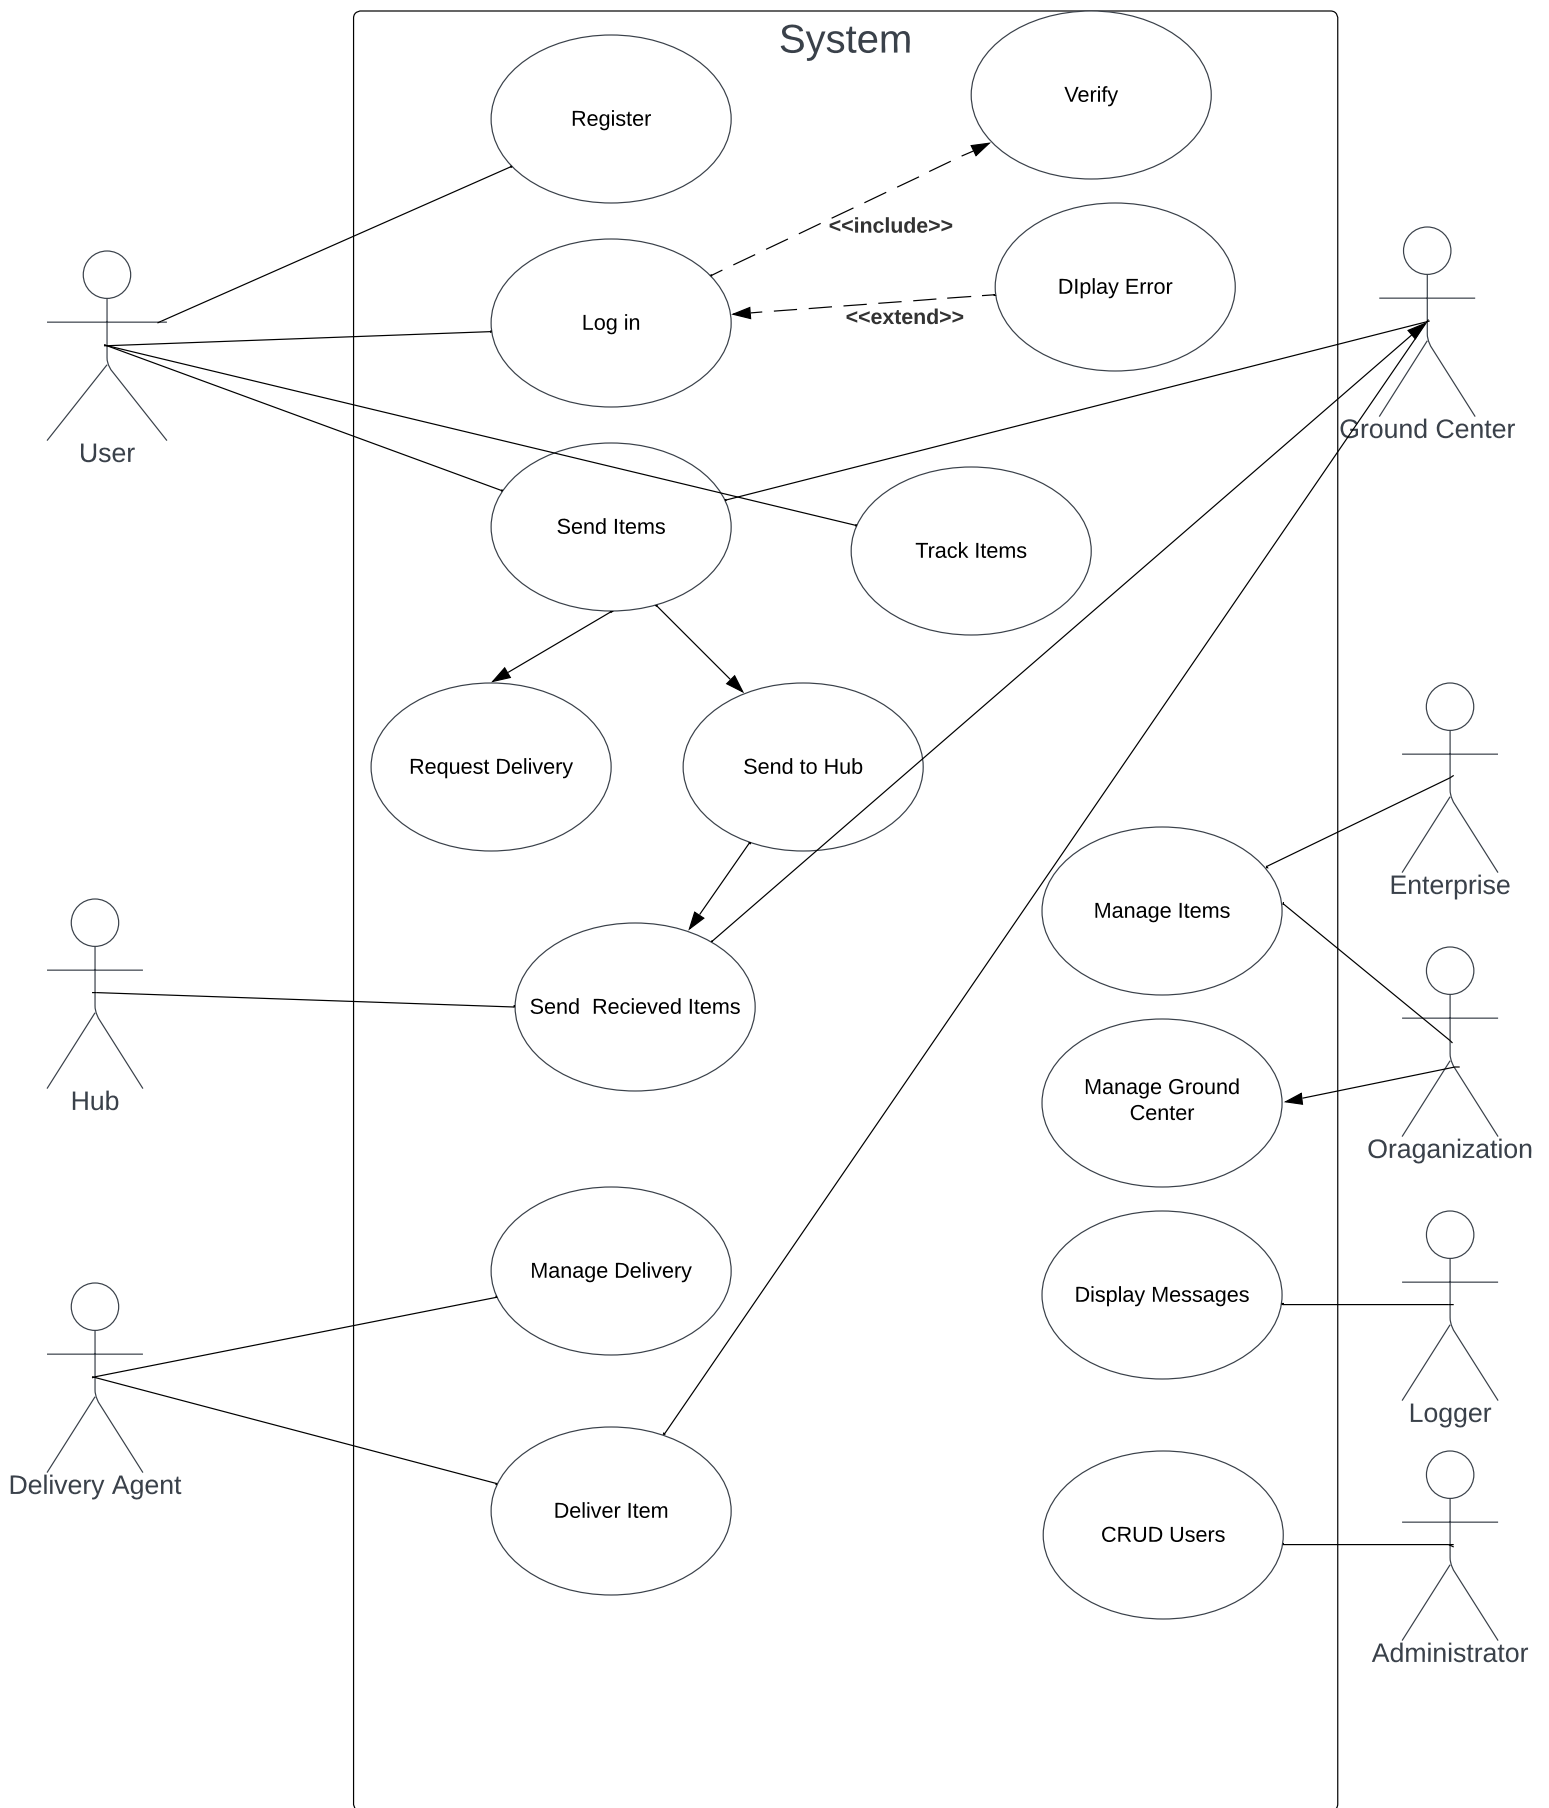 System
Register
Verify
<<include>>
DIplay Error
Log in
<<extend>>
User
Ground Center
Send Items
Track Items
Request Delivery
Send to Hub
Enterprise
Manage Items
Send  Recieved Items
Hub
Manage Ground
Center
Oraganization
Manage Delivery
Display Messages
Logger
Delivery Agent
Deliver Item
CRUD Users
Administrator